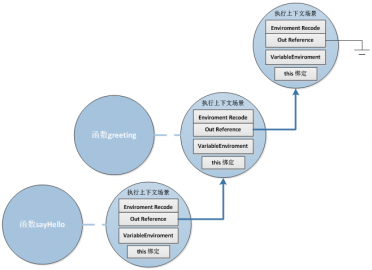 执行上下文场景
Enviroment Recode
Out Reference
VariableEnviroment
this 绑定
执行上下文场景
函数greeting
Enviroment Recode
Out Reference
VariableEnviroment
this 绑定
执行上下文场景
函数sayHello
Enviroment Recode
Out Reference
VariableEnviroment
this 绑定